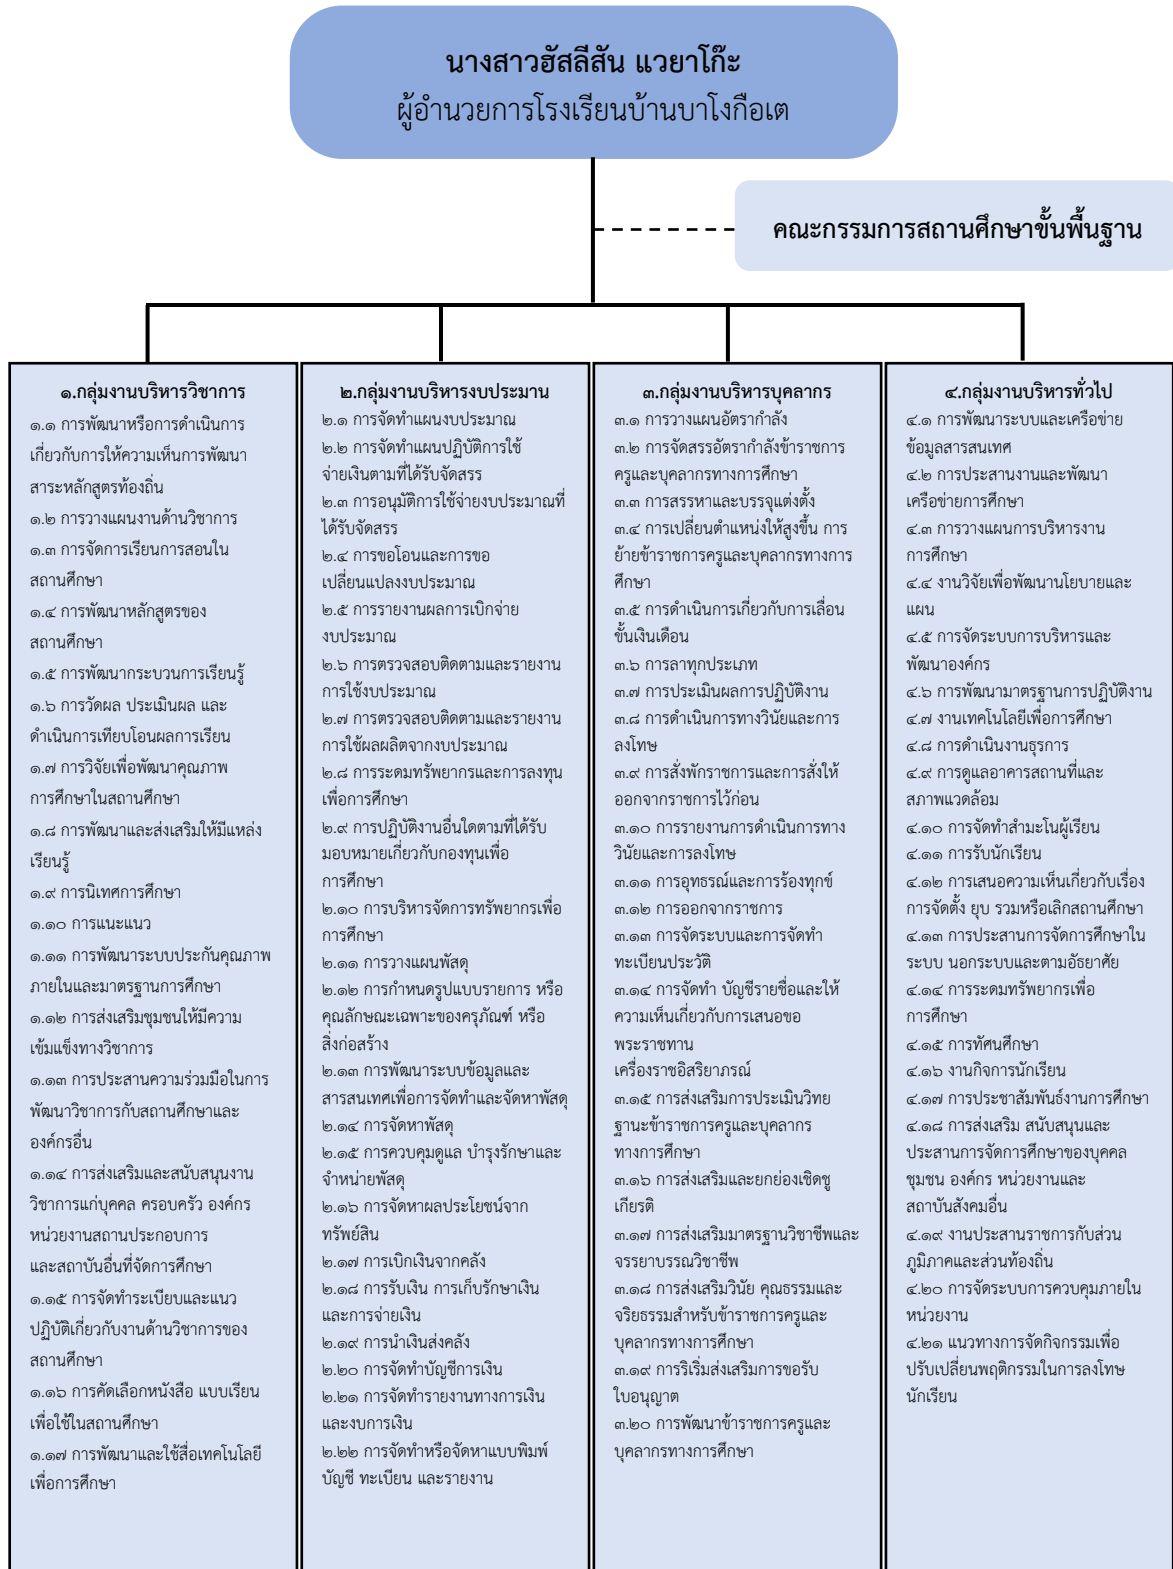 นางสาวฮัสลีสัน แวยาโก๊ะ
ผู้อำนวยการโรงเรียนบ้านบาโงกือเต
คณะกรรมการสถานศึกษาขั้นพื้นฐาน
๑.กลุ่มงานบริหารวิชาการ
๑.๑ การพัฒนาหรือการดำเนินการ
เกี่ยวกับการให้ความเห็นการพัฒนา
สาระหลักสูตรท้องถิ่น
๑.๒ การวางแผนงานด้านวิชาการ
๑.๓ การจัดการเรียนการสอนใน
สถานศึกษา
๑.๔ การพัฒนาหลักสูตรของ
สถานศึกษา
๑.๕ การพัฒนากระบวนการเรียนรู้
๑.๖ การวัดผล ประเมินผล และ
ดำเนินการเทียบโอนผลการเรียน
๑.๗ การวิจัยเพื่อพัฒนาคุณภาพ
การศึกษาในสถานศึกษา
๑.๘ การพัฒนาและส่งเสริมให้มีแหล่ง
เรียนรู้
๑.๙ การนิเทศการศึกษา
๑.๑๐ การแนะแนว
๑.๑๑ การพัฒนาระบบประกันคุณภาพ
ภายในและมาตรฐานการศึกษา
๑.๑๒ การส่งเสริมชุมชนให้มีความ
เข้มแข็งทางวิชาการ
๑.๑๓ การประสานความร่วมมือในการ
พัฒนาวิชาการกับสถานศึกษาและ
องค์กรอื่น
๑.๑๔ การส่งเสริมและสนับสนุนงาน
วิชาการแก่บุคคล ครอบครัว องค์กร
หน่วยงานสถานประกอบการ
และสถาบันอื่นที่จัดการศึกษา
๑.๑๕ การจัดทำระเบียบและแนว
ปฏิบัติเกี่ยวกับงานด้านวิชาการของ
สถานศึกษา
๑.๑๖ การคัดเลือกหนังสือ แบบเรียน
เพื่อใช้ในสถานศึกษา
๑.๑๗ การพัฒนาและใช้สื่อเทคโนโลยี
เพื่อการศึกษา
๒.กลุ่มงานบริหารงบประมาน
๒.๑ การจัดทำแผนงบประมาณ
๒.๒ การจัดทำแผนปฏิบัติการใช้
จ่ายเงินตามที่ได้รับจัดสรร
๒.๓ การอนุมัติการใช้จ่ายงบประมาณที่
ได้รับจัดสรร
๒.๔ การขอโอนและการขอ
เปลี่ยนแปลงงบประมาณ
๒.๕ การรายงานผลการเบิกจ่าย
งบประมาณ
๒.๖ การตรวจสอบติดตามและรายงาน
การใช้งบประมาณ
๒.๗ การตรวจสอบติดตามและรายงาน
การใช้ผลผลิตจากงบประมาณ
๒.๘ การระดมทรัพยากรและการลงทุน
เพื่อการศึกษา
๒.๙ การปฏิบัติงานอื่นใดตามที่ได้รับ
มอบหมายเกี่ยวกับกองทุนเพื่อ
การศึกษา
๒.๑๐ การบริหารจัดการทรัพยากรเพื่อ
การศึกษา
๒.๑๑ การวางแผนพัสดุ
๒.๑๒ การกำหนดรูปแบบรายการ หรือ
คุณลักษณะเฉพาะของครุภัณฑ์ หรือ
สิ่งก่อสร้าง
๒.๑๓ การพัฒนาระบบข้อมูลและ
สารสนเทศเพื่อการจัดทำและจัดหาพัสดุ
๒.๑๔ การจัดหาพัสดุ
๒.๑๕ การควบคุมดูแล บำรุงรักษาและ
จำหน่ายพัสดุ
๒.๑๖ การจัดหาผลประโยชน์จาก
ทรัพย์สิน
๒.๑๗ การเบิกเงินจากคลัง
๒.๑๘ การรับเงิน การเก็บรักษาเงิน
และการจ่ายเงิน
๒.๑๙ การนำเงินส่งคลัง
๒.๒๐ การจัดทำบัญชีการเงิน
๒.๒๑ การจัดทำรายงานทางการเงิน
และงบการเงิน
๒.๒๒ การจัดทำหรือจัดหาแบบพิมพ์
บัญชี ทะเบียน และรายงาน
๓.กลุ่มงานบริหารบุคลากร
๓.๑ การวางแผนอัตรากำลัง
๓.๒ การจัดสรรอัตรากำลังข้าราชการ
ครูและบุคลากรทางการศึกษา
๓.๓ การสรรหาและบรรจุแต่งตั้ง
๓.๔ การเปลี่ยนตำแหน่งให้สูงขึ้น การ
ย้ายข้าราชการครูและบุคลากรทางการ
ศึกษา
๓.๕ การดำเนินการเกี่ยวกับการเลื่อน
ขั้นเงินเดือน
๓.๖ การลาทุกประเภท
๓.๗ การประเมินผลการปฏิบัติงาน
๓.๘ การดำเนินการทางวินัยและการ
ลงโทษ
๓.๙ การสั่งพักราชการและการสั่งให้
ออกจากราชการไว้ก่อน
๓.๑๐ การรายงานการดำเนินการทาง
วินัยและการลงโทษ
๓.๑๑ การอุทธรณ์และการร้องทุกข์
๓.๑๒ การออกจากราชการ
๓.๑๓ การจัดระบบและการจัดทำ
ทะเบียนประวัติ
๓.๑๔ การจัดทำ บัญชีรายชื่อและให้
ความเห็นเกี่ยวกับการเสนอขอ
พระราชทาน
เครื่องราชอิสริยาภรณ์
๓.๑๕ การส่งเสริมการประเมินวิทย
ฐานะข้าราชการครูและบุคลากร
ทางการศึกษา
๓.๑๖ การส่งเสริมและยกย่องเชิดชู
เกียรติ
๓.๑๗ การส่งเสริมมาตรฐานวิชาชีพและ
จรรยาบรรณวิชาชีพ
๓.๑๘ การส่งเสริมวินัย คุณธรรมและ
จริยธรรมสำหรับข้าราชการครูและ
บุคลากรทางการศึกษา
๓.๑๙ การริเริ่มส่งเสริมการขอรับ
ใบอนุญาต
๓.๒๐ การพัฒนาข้าราชการครูและ
บุคลากรทางการศึกษา
๔.กลุ่มงานบริหารทั่วไป
๔.๑ การพัฒนาระบบและเครือข่าย
ข้อมูลสารสนเทศ
๔.๒ การประสานงานและพัฒนา
เครือข่ายการศึกษา
๔.๓ การวางแผนการบริหารงาน
การศึกษา
๔.๔ งานวิจัยเพื่อพัฒนานโยบายและ
แผน
๔.๕ การจัดระบบการบริหารและ
พัฒนาองค์กร
๔.๖ การพัฒนามาตรฐานการปฏิบัติงาน
๔.๗ งานเทคโนโลยีเพื่อการศึกษา
๔.๘ การดำเนินงานธุรการ
๔.๙ การดูแลอาคารสถานที่และ
สภาพแวดล้อม
๔.๑๐ การจัดทำสำมะโนผู้เรียน
๔.๑๑ การรับนักเรียน
๔.๑๒ การเสนอความเห็นเกี่ยวกับเรื่อง
การจัดตั้ง ยุบ รวมหรือเลิกสถานศึกษา
๔.๑๓ การประสานการจัดการศึกษาใน
ระบบ นอกระบบและตามอัธยาศัย
๔.๑๔ การระดมทรัพยากรเพื่อ
การศึกษา
๔.๑๕ การทัศนศึกษา
๔.๑๖ งานกิจการนักเรียน
๔.๑๗ การประชาสัมพันธ์งานการศึกษา
๔.๑๘ การส่งเสริม สนับสนุนและ
ประสานการจัดการศึกษาของบุคคล
ชุมชน องค์กร หน่วยงานและ
สถาบันสังคมอื่น
๔.๑๙ งานประสานราชการกับส่วน
ภูมิภาคและส่วนท้องถิ่น
๔.๒๐ การจัดระบบการควบคุมภายใน
หน่วยงาน
๔.๒๑ แนวทางการจัดกิจกรรมเพื่อ
ปรับเปลี่ยนพฤติกรรมในการลงโทษ
นักเรียน